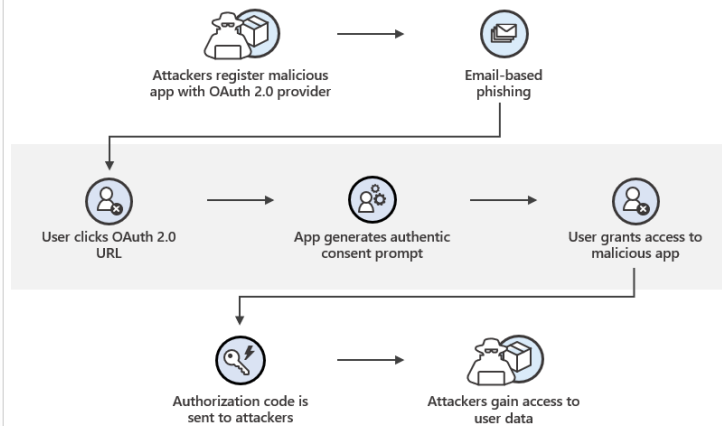 Attackers register malicious
app with OAuth 2.0 provider
Email-based
phishing
User clicks OAuth 2.0
URL
App generates authentic
consent prompt
User grants access to
malicious app
Authorization code is
sent to attackers
Attackers gain access to
user data